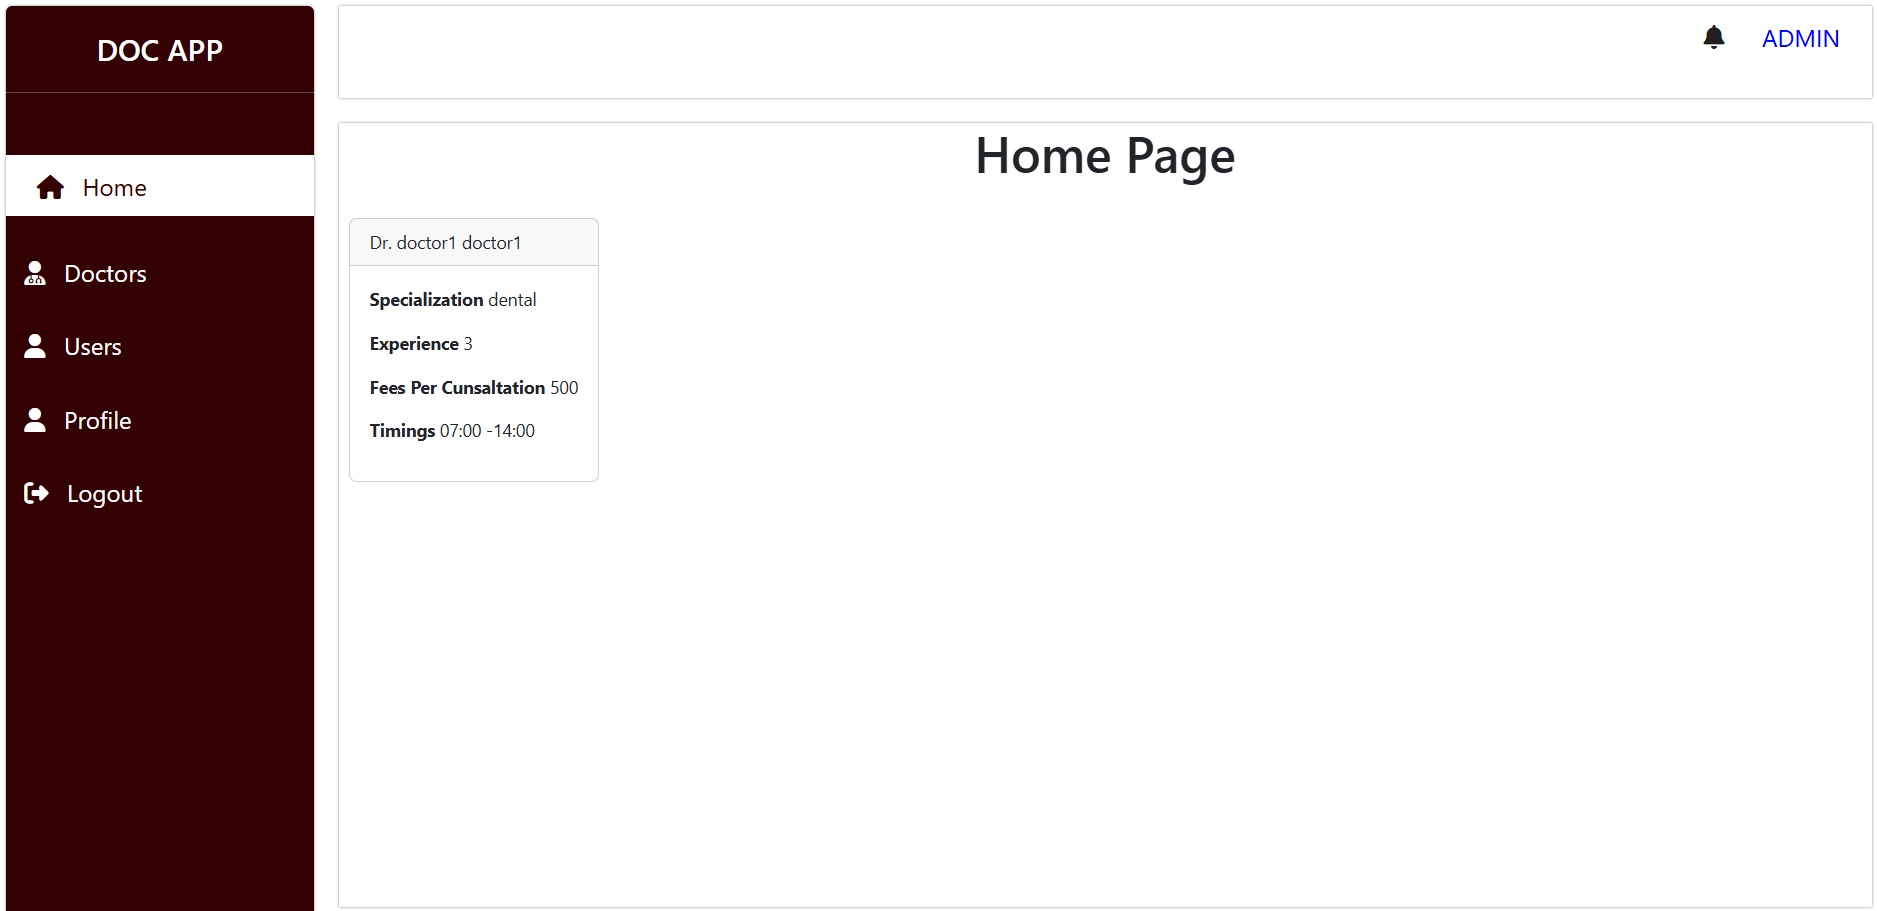 DOC APP
Home
Doctors
Users
Profile
Logout
ADMIN
Home Page
Dr. doctor1 doctor1
Specialization dental
Experience 3
Fees Per Cunsaltation 500
Timings 07:00 -14:00